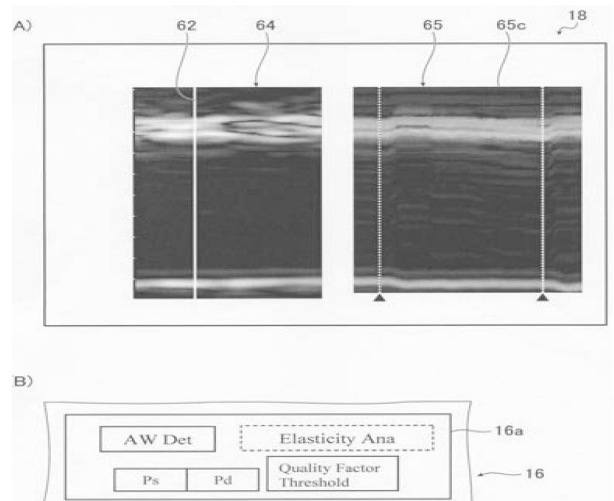 A)
62 64 65 65c 18
B)
AW Det Elasticity Ana 16a
Ps Pd Quality Factor Threshold 16